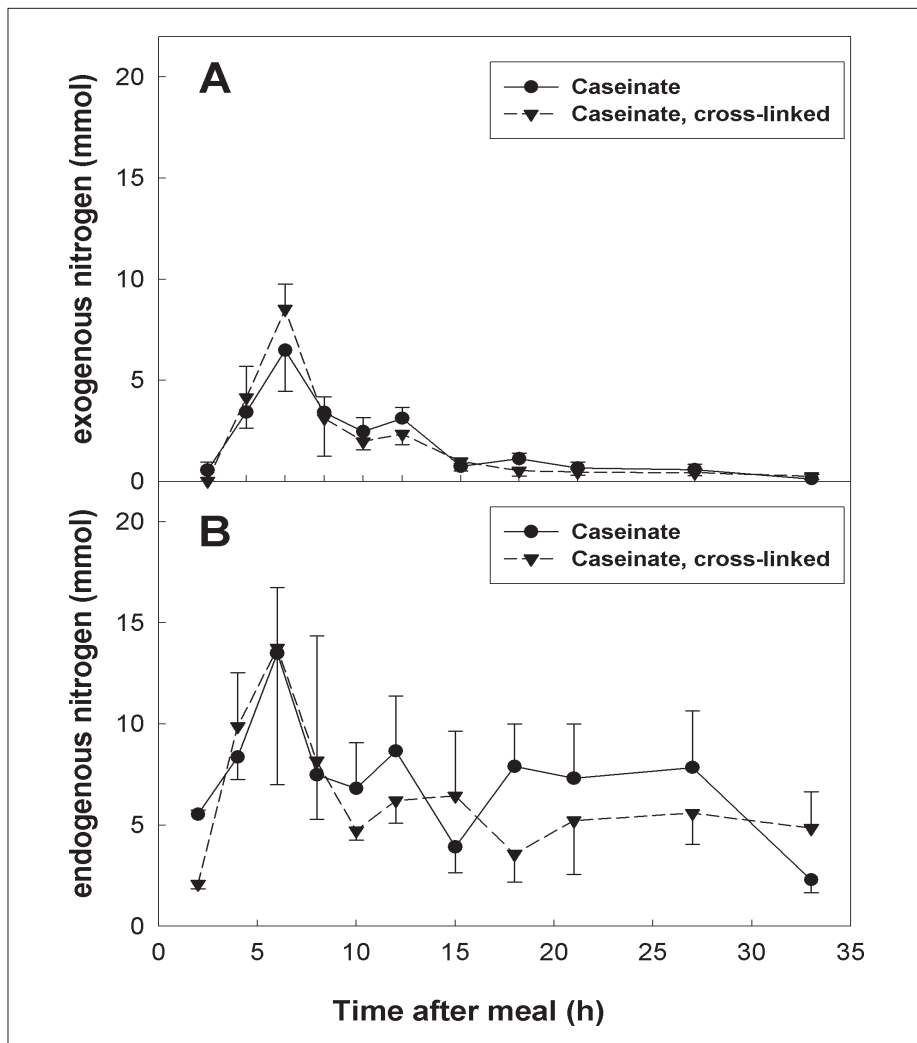 A
exogenous nitrogen (mmol)
20
15
10
5
0
Caseinate
Caseinate, cross-linked
B
endogenous nitrogen (mmol)
20
15
10
5
0
Caseinate
Caseinate, cross-linked
0 5 10 15 20 25 30 35
Time after meal (h)